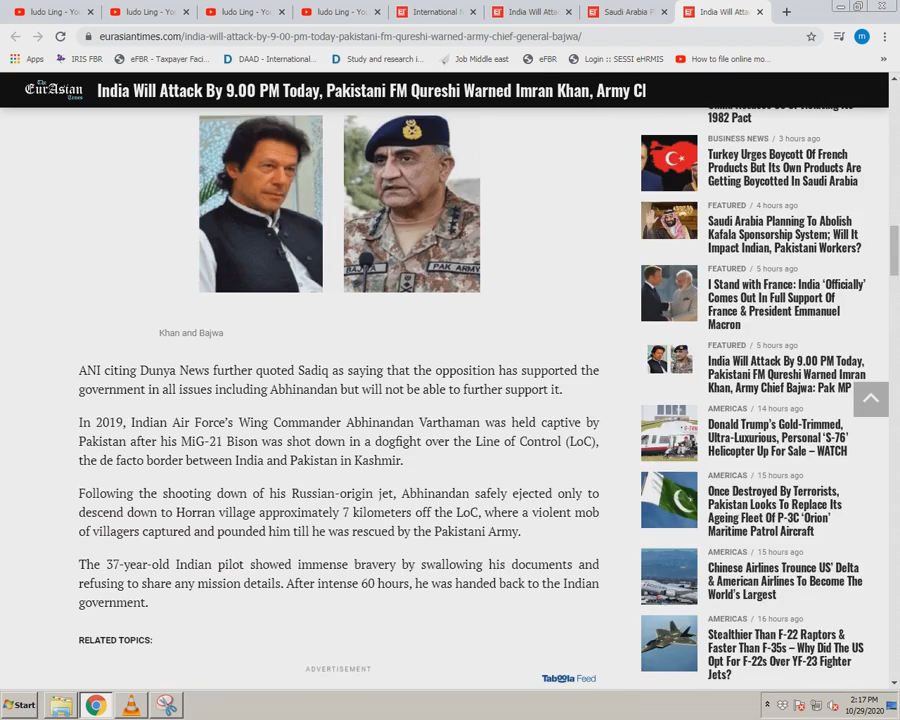 ludo Ling - You
ludo Ling - You
ludo Ling - You
ludo Ling - You
International
India Will Atta
Saudi Arabia P
India Will Atta
eurasiantimes.com/india-will-attack-by-9-00-pm-today-pakistani-fm-qureshi-warned-army-chief-general-bajwa/
m
Apps
IRIS FBR
eFBR - Taxpayer Faci...
DAAD - International...
Study and research i...
Job Middle east
eFBR
Login :: SESSI eHRMIS
How to file online mo...
The
EurAsian
Times
India Will Attack By 9.00 PM Today, Pakistani FM Qureshi Warned Imran Khan, Army Cl
BAJWA
PAK ARMY
Khan and Bajwa
ANI citing Dunya News further quoted Sadiq as saying that the opposition has supported the
government in all issues including Abhinandan but will not be able to further support it.
In 2019, Indian Air Force's Wing Commander Abhinandan Varthaman was held captive by
Pakistan after his MiG-21 Bison was shot down in a dogfight over the Line of Control (LoC),
the de facto border between India and Pakistan in Kashmir.
Following the shooting down of his Russian-origin jet, Abhinandan safely ejected only to
descend down to Horran village approximately 7 kilometers off the LoC, where a violent mob
of villagers captured and pounded him till he was rescued by the Pakistani Army.
The 37-year-old Indian pilot showed immense bravery by swallowing his documents and
refusing to share any mission details. After intense 60 hours, he was handed back to the Indian
government.
RELATED TOPICS:
ADVERTISEMENT
Taboola Feed
1982 Pact
BUSINESS NEWS / 3 hours ago
Turkey Urges Boycott Of French
Products But Its Own Products Are
Getting Boycotted In Saudi Arabia
FEATURED / 4 hours ago
Saudi Arabia Planning To Abolish
Kafala Sponsorship System; Will It
Impact Indian, Pakistani Workers?
FEATURED / 5 hours ago
I Stand with France: India ‘Officially’
Comes Out In Full Support Of
France & President Emmanuel
Macron
FEATURED / 5 hours ago
India Will Attack By 9.00 PM Today,
Pakistani FM Qureshi Warned Imran
Khan, Army Chief Bajwa: Pak MP
AMERICAS / 14 hours ago
Donald Trump's Gold-Trimmed,
Ultra-Luxurious, Personal ‘S-76’
Helicopter Up For Sale – WATCH
AMERICAS / 15 hours ago
Once Destroyed By Terrorists,
Pakistan Looks To Replace Its
Ageing Fleet Of P-3C ‘Orion’
Maritime Patrol Aircraft
AMERICAS / 15 hours ago
Chinese Airlines Trounce US’ Delta
& American Airlines To Become The
World's Largest
AMERICAS / 16 hours ago
Stealthier Than F-22 Raptors &
Faster Than F-35s – Why Did The US
Opt For F-22s Over YF-23 Fighter
Jets?
Start
2:17 PM
10/29/2020